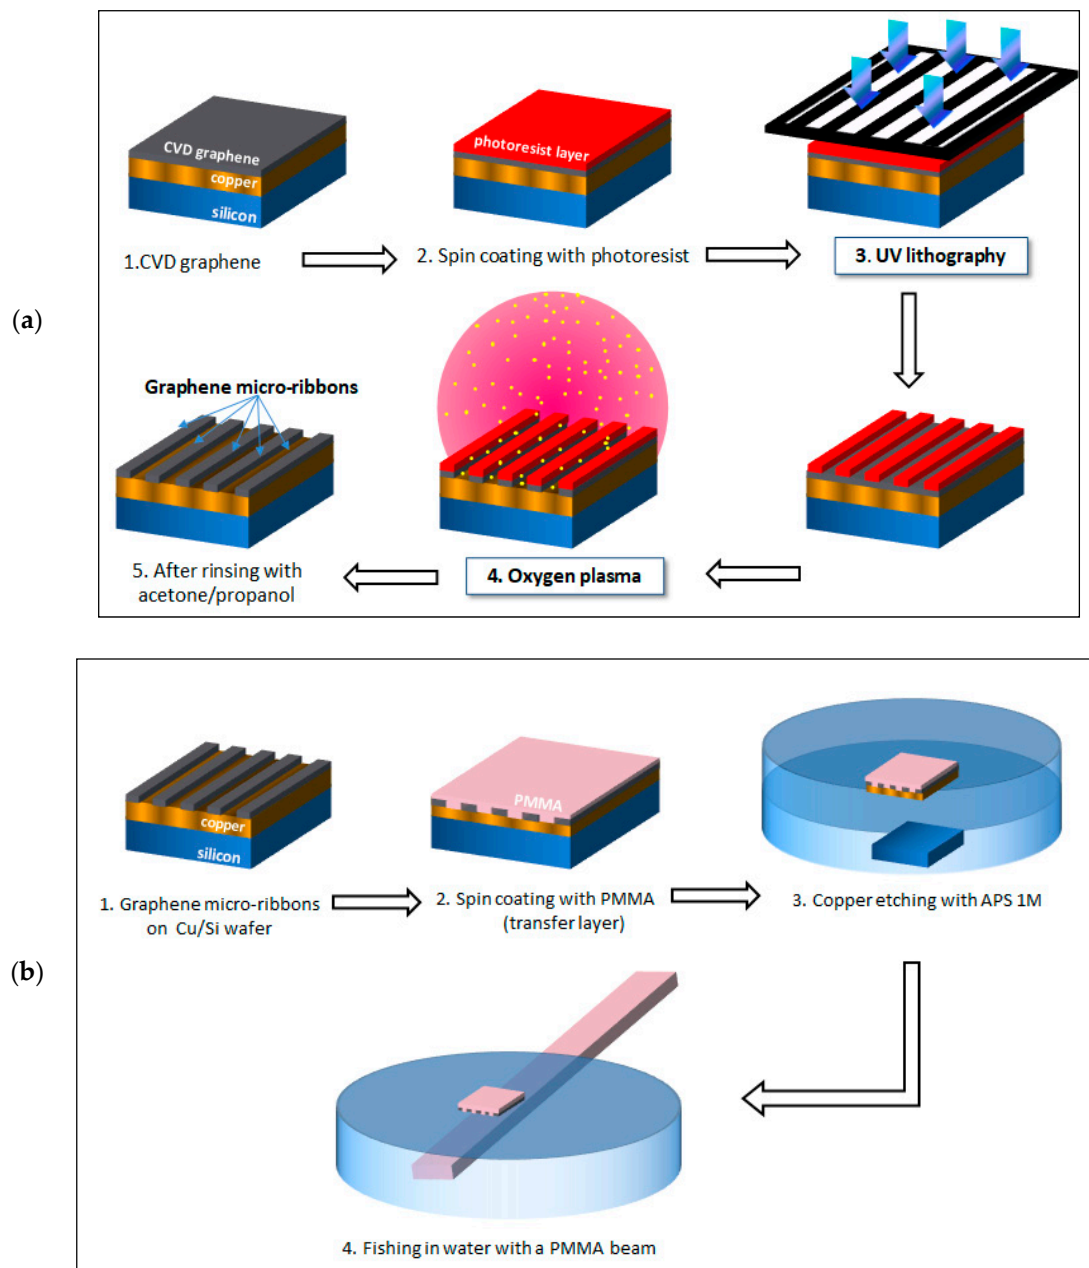 CVD graphene
copper
silicon
1.CVD graphene
photoresist layer
2. Spin coating with photoresist
3. UV lithography
(a)
Graphene micro-ribbons
5. After rinsing with
acetone/propanol
4. Oxygen plasma
copper
silicon
1. Graphene micro-ribbons
on Cu/Si wafer
PMMA
2. Spin coating with PMMA
(transfer layer)
3. Copper etching with APS 1M
(b)
4. Fishing in water with a PMMA beam